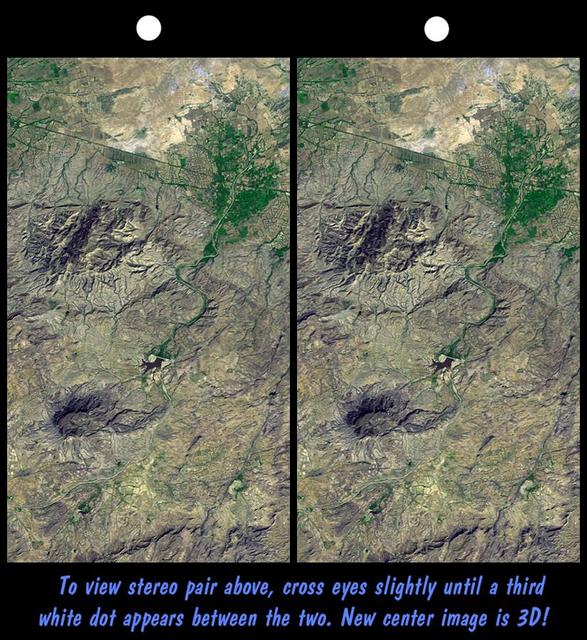 To view stereo pair above, cross eyes slightly until a third
white dot appears between the two. New center image is 3D!